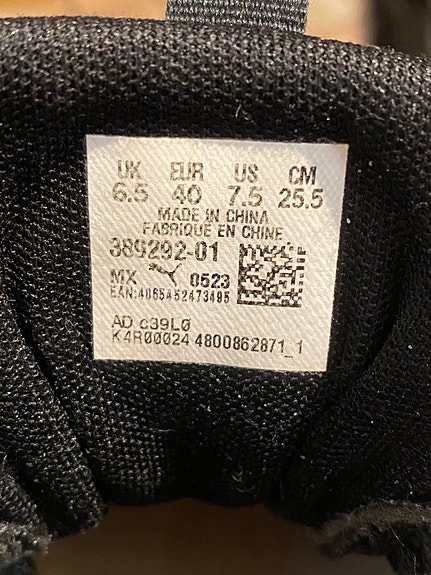 UK EUR US CM
6.5 40 7.5 25.5
MADE IN CHINA
FABRIQUE EN CHINE
389292-01
MX 0523
EAN:4065452473495
AD c39L0
K4R00024 4800862871_1